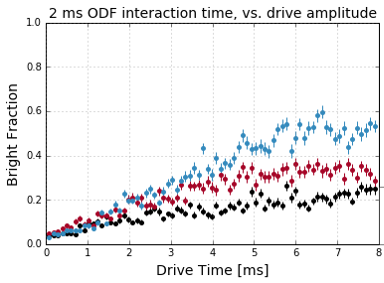 2 ms ODF interaction time, vs. drive amplitude
1.0
0.8
0.6
0.4
0.2
0.0
Bright Fraction
0 1 2 3 4 5 6 7 8
Drive Time [ms]